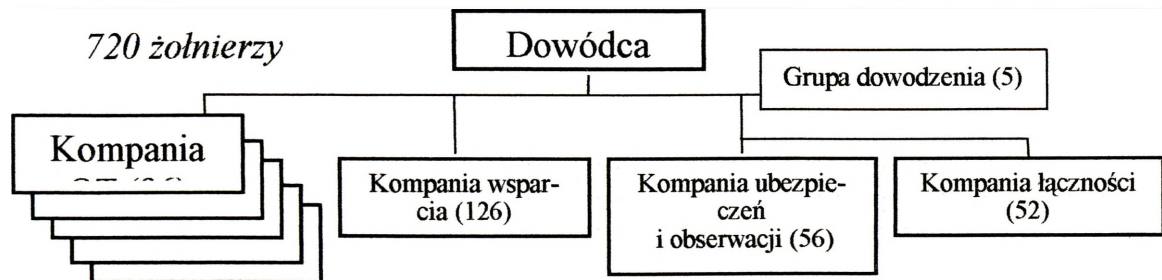 720 żołnierzy
Dowódca
Grupa dowodzenia (5)
Kompania
Kompania wspar-
cia (126)
Kompania ubezpie-
czeń
i obserwacji (56)
Kompania łączności
(52)